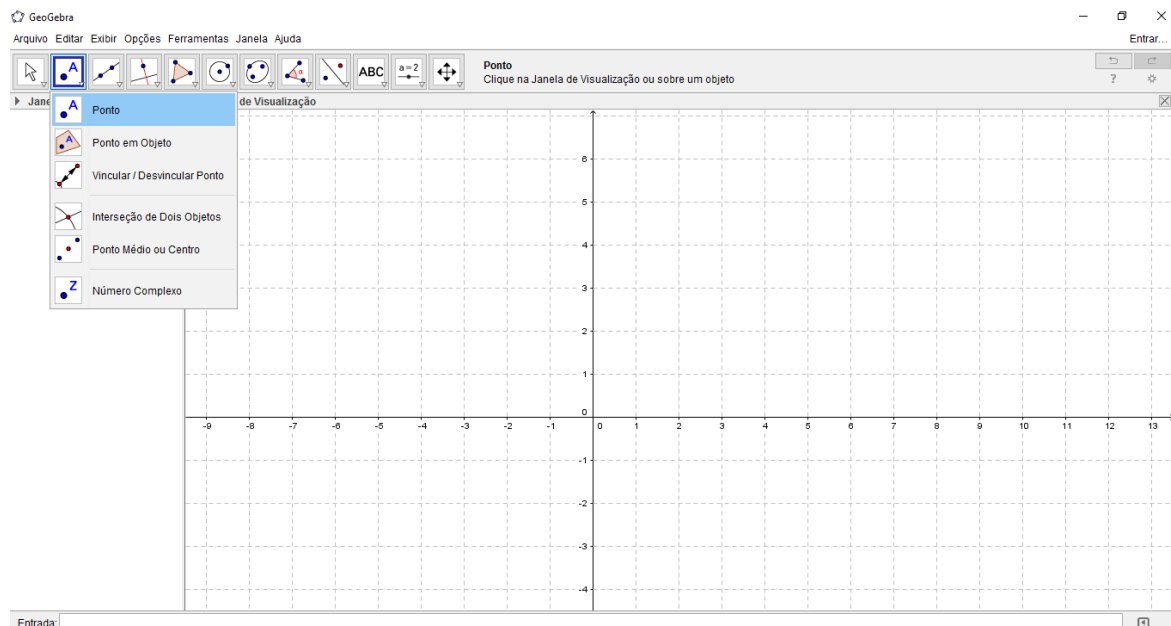 GeoGebra
Arquivo Editar Exibir Opções Ferramentas Janela Ajuda Entrar...
A α ABC a=2
Ponto
Clique na Janela de Visualização ou sobre um objeto
?
Jane de Visualização
A Ponto
A Ponto em Objeto
Vincular / Desvincular Ponto
Interseção de Dois Objetos
Ponto Médio ou Centro
Z Número Complexo
6
5
4
3
2
1
0
-9 -8 -7 -6 -5 -4 -3 -2 -1 0 1 2 3 4 5 6 7 8 9 10 11 12 13
-1
-2
-3
-4
Entrada: